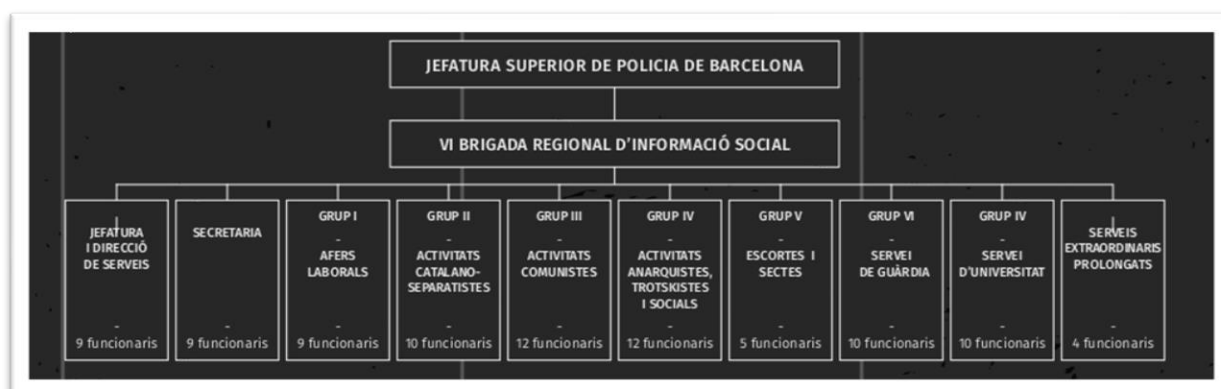 JEFATURA SUPERIOR DE POLICIA DE BARCELONA
VI BRIGADA REGIONAL D'INFORMACIÓ SOCIAL
JEFATURA
I DIRECCIÓ
DE SERVEIS
-
9 funcionaris
SECRETARIA
-
9 funcionaris
GRUP I
-
AFERS
LABORALS
-
9 funcionaris
GRUP II
-
ACTIVITATS
CATALANO-
SEPARATISTES
-
10 funcionaris
GRUP III
-
ACTIVITATS
COMUNISTES
-
12 funcionaris
GRUP IV
-
ACTIVITATS
ANARQUISTES,
TROTSKISTES
I SOCIALS
-
12 funcionaris
GRUP V
-
ESCORTES I
SECTES
-
5 funcionaris
GRUP VI
-
SERVEI
DE GUÀRDIA
-
10 funcionaris
GRUP IV
-
SERVEI
D'UNIVERSITAT
-
10 funcionaris
SERVEIS
EXTRAORDINARIS
PROLONGATS
-
4 funcionaris